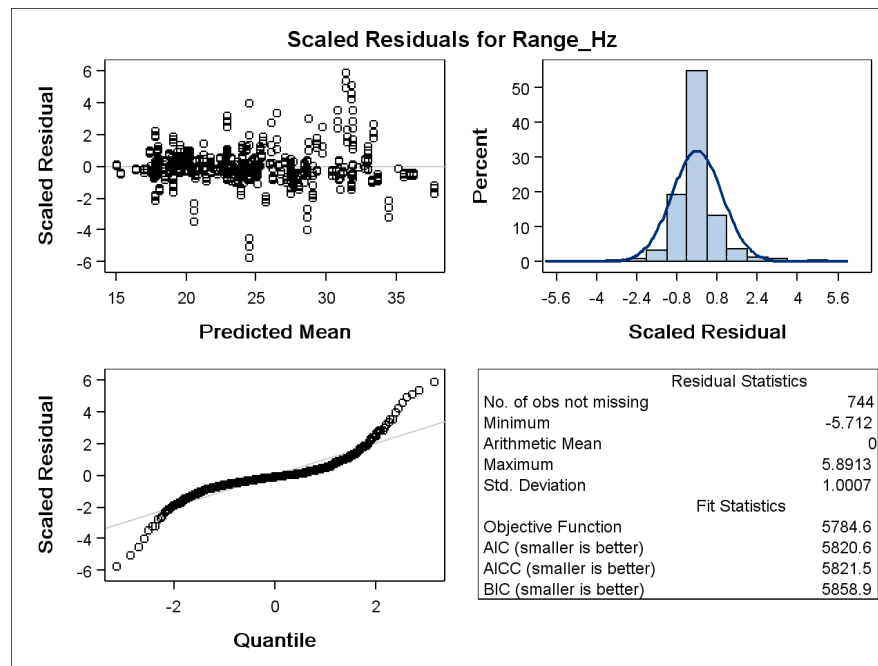 Scaled Residuals for Range_Hz
Scaled Residual
6
4
2
0
-2
-4
-6
15 20 25 30 35
Predicted Mean
Percent
50
40
30
20
10
0
-5.6 -4 -2.4 -0.8 0.8 2.4 4 5.6
Scaled Residual
Scaled Residual
6
4
2
0
-2
-4
-6
-2 0 2
Quantile
Residual Statistics
No. of obs not missing 744
Minimum -5.712
Arithmetic Mean 0
Maximum 5.8913
Std. Deviation 1.0007
Fit Statistics
Objective Function 5784.6
AIC (smaller is better) 5820.6
AICC (smaller is better) 5821.5
BIC (smaller is better) 5858.9